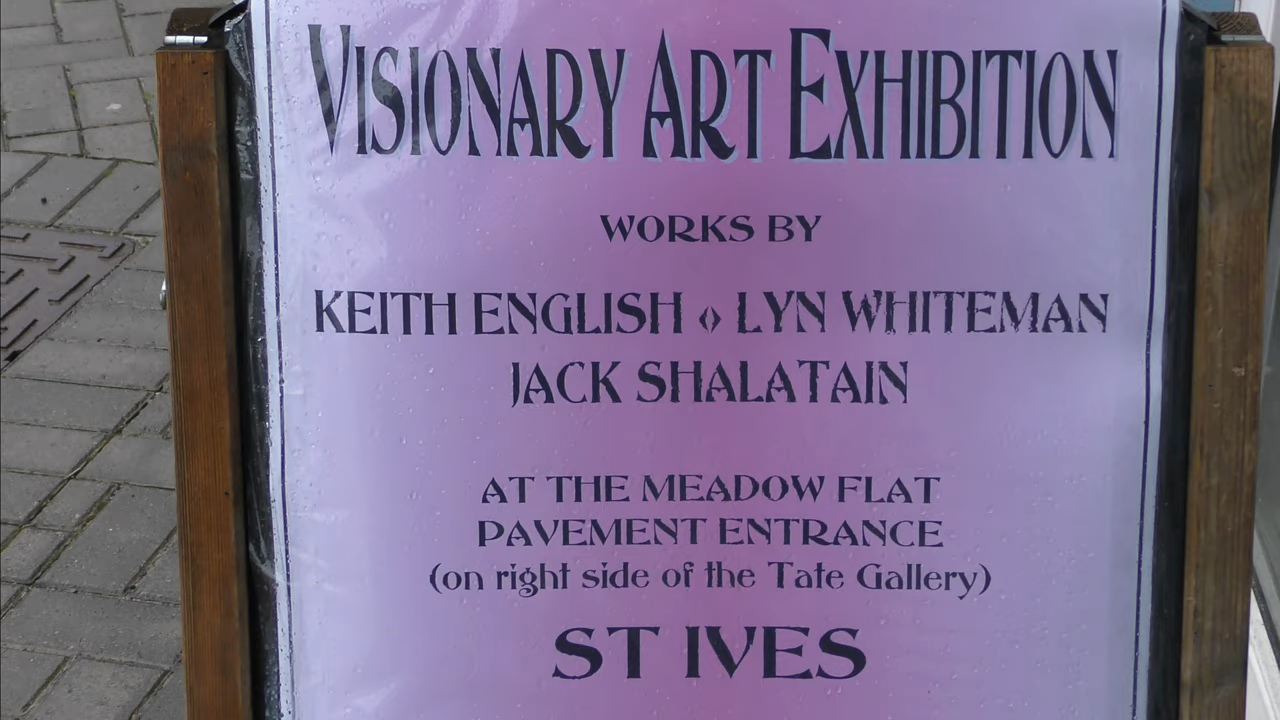 VISIONARY ART EXHIBITION
WORKS BY
KEITH ENGLISH ◊ LYN WHITEMAN
JACK SHALATAIN
AT THE MEADOW FLAT
PAVEMENT ENTRANCE
(on right side of the Tate Gallery)
ST IVES